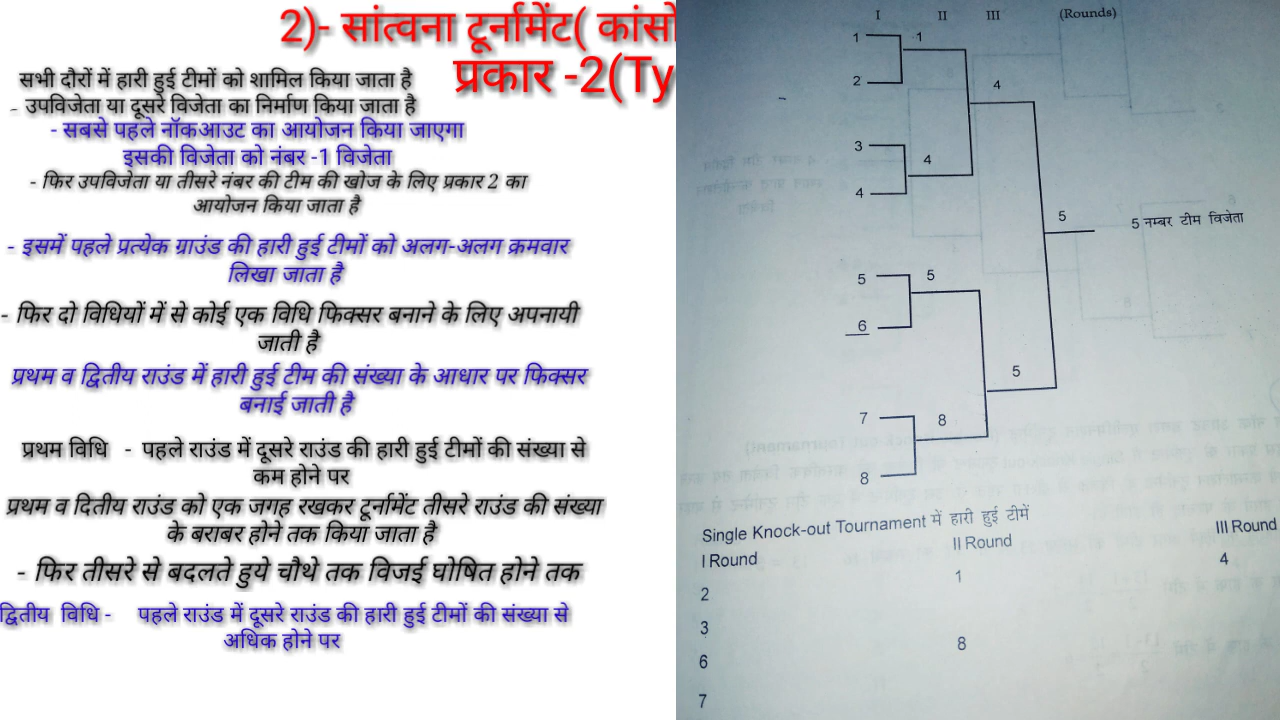 2)- सांत्वना टूर्नामेंट( कांसो
प्रकार -2(Ty
सभी दौरों में हारी हुई टीमों को शामिल किया जाता है
- उपविजेता या दूसरे विजेता का निर्माण किया जाता है
- सबसे पहले नॉकआउट का आयोजन किया जाएगा
इसकी विजेता को नंबर -1 विजेता
- फिर उपविजेता या तीसरे नंबर की टीम की खोज के लिए प्रकार 2 का
आयोजन किया जाता है
- इसमें पहले प्रत्येक ग्राउंड की हारी हुई टीमों को अलग-अलग क्रमवार
लिखा जाता है
- फिर दो विधियों में से कोई एक विधि फिक्सर बनाने के लिए अपनायी
जाती है
प्रथम व द्वितीय राउंड में हारी हुई टीम की संख्या के आधार पर फिक्सर
बनाई जाती है
प्रथम विधि - पहले राउंड में दूसरे राउंड की हारी हुई टीमों की संख्या से
कम होने पर
प्रथम व दितीय राउंड को एक जगह रखकर टूर्नामेंट तीसरे राउंड की संख्या
के बराबर होने तक किया जाता है
- फिर तीसरे से बदलते हुये चौथे तक विजई घोषित होने तक
द्वितीय विधि - पहले राउंड में दूसरे राउंड की हारी हुई टीमों की संख्या से
अधिक होने पर
I II III (Rounds)
1 1
2 4
3 4
4
5 5 नम्बर टीम विजेता
5 5
6
5
7 8
8
Single Knock-out Tournament में हारी हुई टीमें
I Round II Round III Round
1 4
2
3
8
6
7